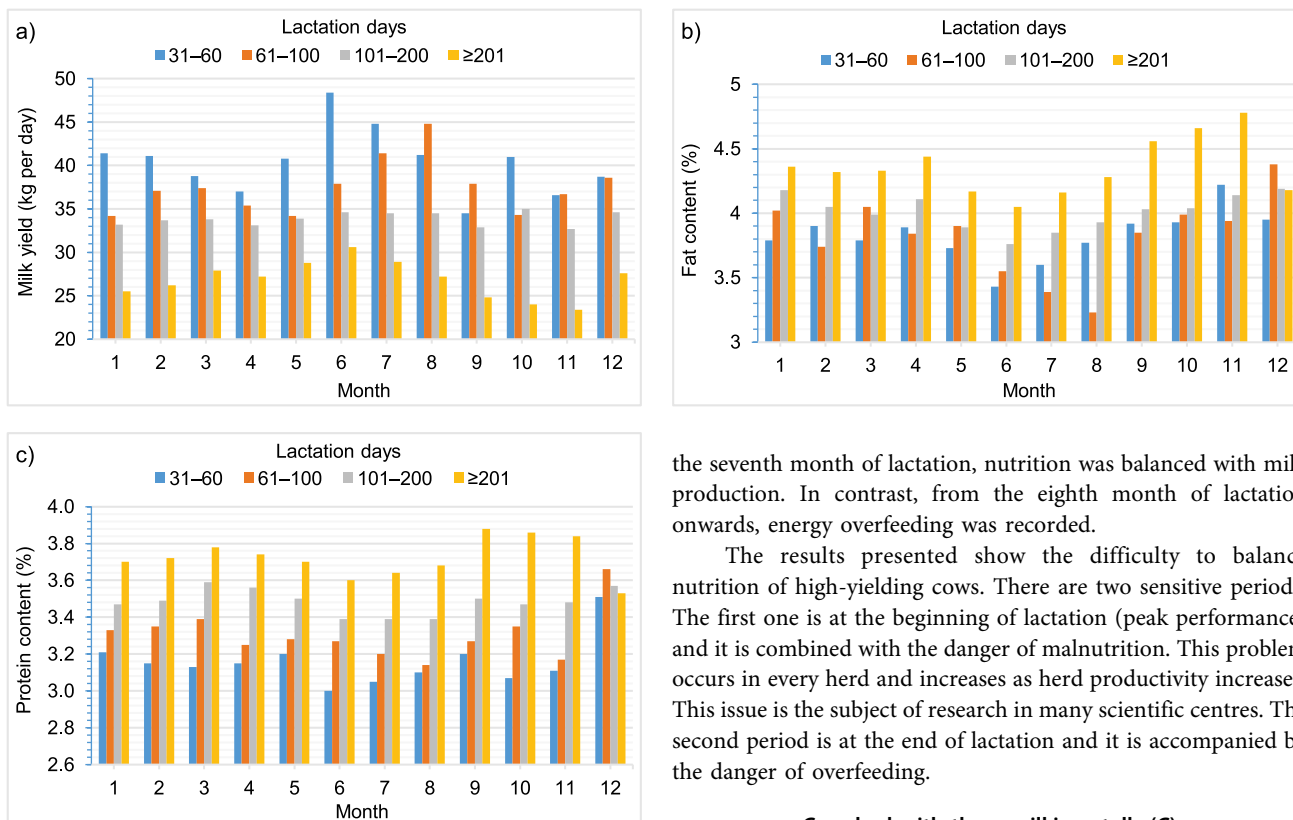 a)
Lactation days
31–60 61–100 101–200 ≥201
50
45
40
35
30
25
20
Milk yield (kg per day)
1 2 3 4 5 6 7 8 9 10 11 12
Month
b)
Lactation days
31–60 61–100 101–200 ≥201
5
4.5
4
3.5
3
Fat content (%)
1 2 3 4 5 6 7 8 9 10 11 12
Month
c)
Lactation days
31–60 61–100 101–200 ≥201
4.0
3.8
3.6
3.4
3.2
3.0
2.8
2.6
Protein content (%)
1 2 3 4 5 6 7 8 9 10 11 12
Month
the seventh month of lactation, nutrition was balanced with mil
production. In contrast, from the eighth month of lactatio
onwards, energy overfeeding was recorded.
The results presented show the difficulty to balanc
nutrition of high-yielding cows. There are two sensitive period
The first one is at the beginning of lactation (peak performance
and it is combined with the danger of malnutrition. This problem
occurs in every herd and increases as herd productivity increase
This issue is the subject of research in many scientific centres. Th
second period is at the end of lactation and it is accompanied b
the danger of overfeeding.